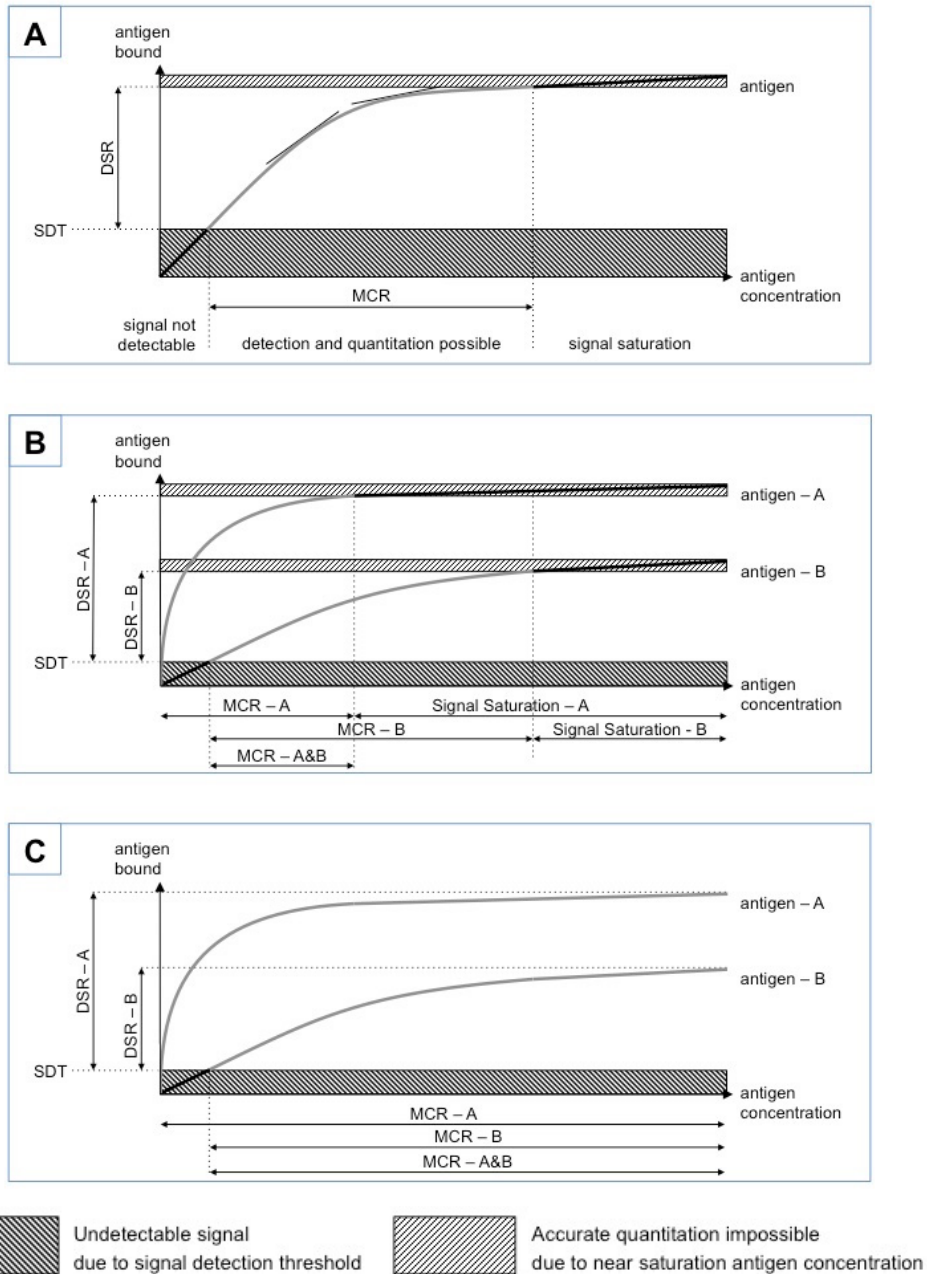 A
antigen
bound
antigen
DSR
SDT
antigen
concentration
MCR
signal not
detectable
detection and quantitation possible
signal saturation
B
antigen
bound
antigen – A
DSR – A
antigen – B
DSR – B
SDT
antigen
concentration
MCR – A
Signal Saturation – A
MCR – B
Signal Saturation - B
MCR – A&B
C
antigen
bound
antigen – A
DSR – A
antigen – B
DSR – B
SDT
antigen
concentration
MCR – A
MCR – B
MCR – A&B
Undetectable signal
due to signal detection threshold
Accurate quantitation impossible
due to near saturation antigen concentration